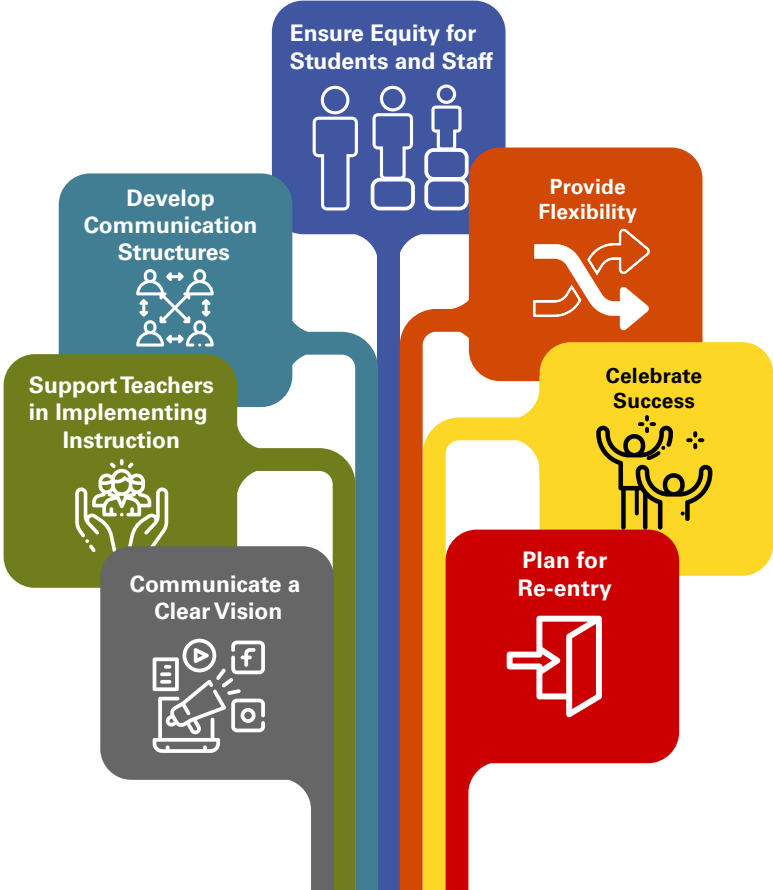 Ensure Equity for
Students and Staff
Develop
Communication
Structures
Provide
Flexibility
Support Teachers
in Implementing
Instruction
Celebrate
Success
Communicate a
Clear Vision
Plan for
Re-entry